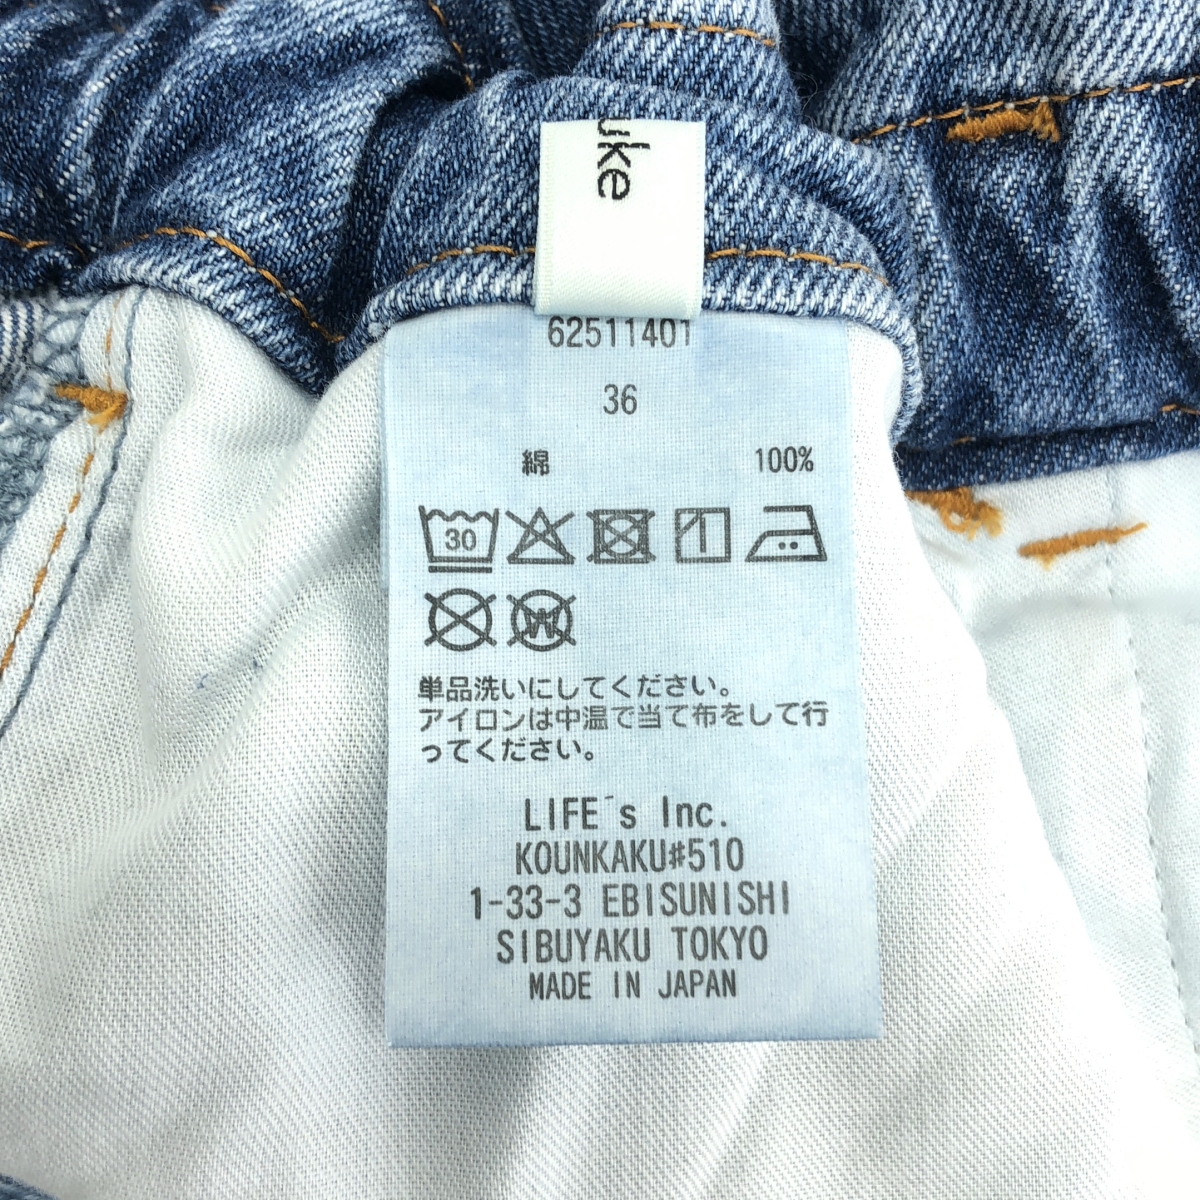 uke
62511401
36
綿 100%
30
W
単品洗いにしてください。
アイロンは中温で当て布をして行
ってください。
LIFE´s Inc.
KOUNKAKU#510
1-33-3 EBISUNISHI
SIBUYAKU TOKYO
MADE IN JAPAN